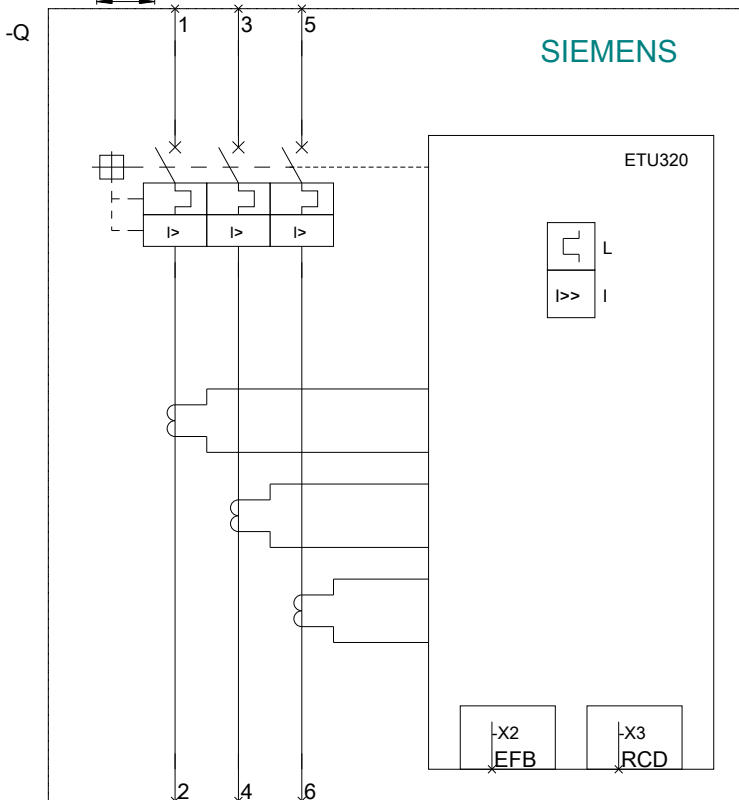 -Q
1 3 5
SIEMENS
ETU320
I> I> I>
L
I>> I
-X2 -X3
EFB RCD
2 4 6